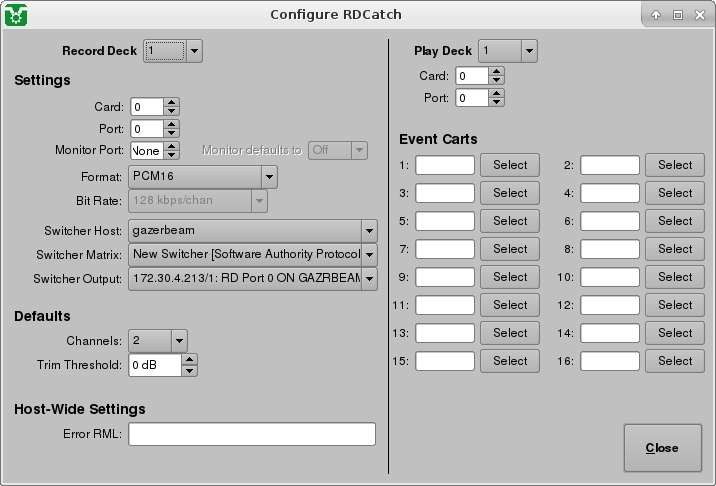 Configure RDCatch
Record Deck 1
Settings
Card: 0
Port: 0
Monitor Port: None Monitor defaults to Off
Format: PCM16
Bit Rate: 128 kbps/chan
Switcher Host: gazerbeam
Switcher Matrix: New Switcher [Software Authority Protocol
Switcher Output: 172.30.4.213/1: RD Port 0 ON GAZRBEAM
Defaults
Channels: 2
Trim Threshold: 0 dB
Host-Wide Settings
Error RML:
Play Deck 1
Card: 0
Port: 0
Event Carts
1: Select 2: Select
3: Select 4: Select
5: Select 6: Select
7: Select 8: Select
9: Select 10: Select
11: Select 12: Select
13: Select 14: Select
15: Select 16: Select
Close